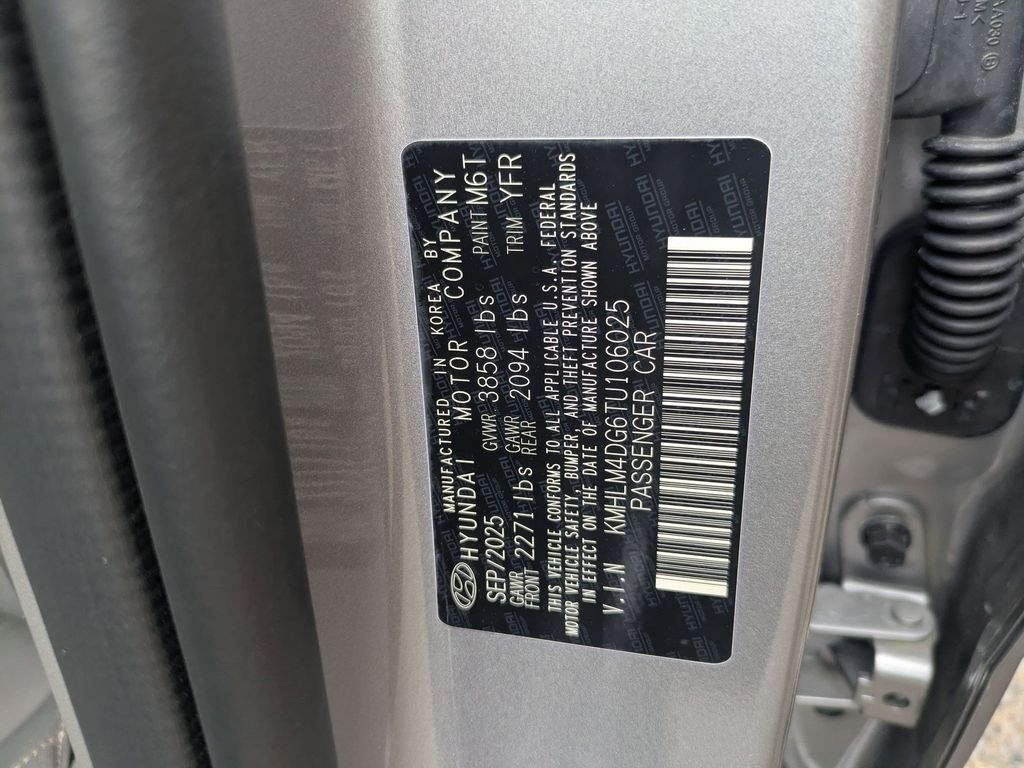 MANUFACTURED IN KOREA BY
HYUNDAI MOTOR COMPANY
SEP/2025 GVWR 3858 lbs PAINT M6T
GAWR FRONT 2271 lbs GAWR REAR 2094 lbs TRIM YFR
THIS VEHICLE CONFORMS TO ALL APPLICABLE U.S.A. FEDERAL
MOTOR VEHICLE SAFETY, BUMPER, AND THEFT PREVENTION STANDARDS
IN EFFECT ON THE DATE OF MANUFACTURE SHOWN ABOVE
V.I.N KMHLM4DG6TU106025
PASSENGER CAR